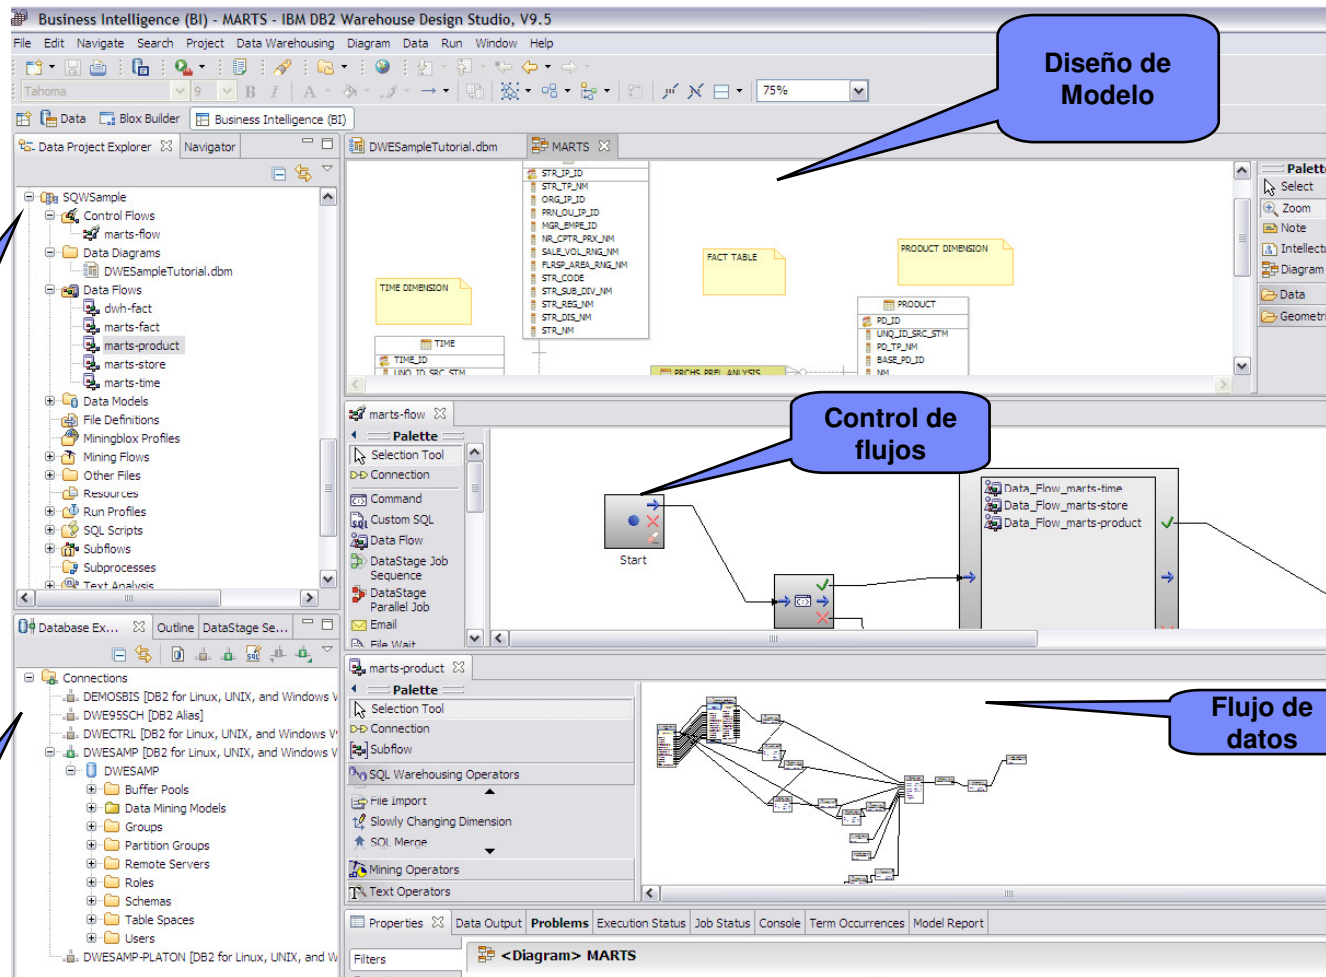 Business Intelligence (BI) - MARTS - IBM DB2 Warehouse Design Studio, V9.5
File Edit Navigate Search Project Data Warehousing Diagram Data Run Window Help
Tahoma 9 B I A 75%
Data Blox Builder Business Intelligence (BI)
Diseño de
Modelo
Data Project Explorer Navigator
SQWSample
Control Flows
marts-flow
Data Diagrams
DWESampleTutorial.dbm
Data Flows
dwh-fact
marts-fact
marts-product
marts-store
marts-time
Data Models
File Definitions
Miningblox Profiles
Mining Flows
Other Files
Resources
Run Profiles
SQL Scripts
Subflows
Subprocesses
Text Analysis
DWESampleTutorial.dbm MARTS
STR_IP_ID
STR_TP_NM
ORG_IP_ID
PRN_OU_IP_ID
MGR_EMPE_ID
NR_CPTR_PRX_NM
SALE_VOL_RNG_NM
FLRSP_AREA_RNG_NM
STR_CODE
STR_SUB_DIV_NM
STR_REG_NM
STR_DIS_NM
STR_NM
TIME DIMENSION
FACT TABLE
PRODUCT DIMENSION
TIME
TIME_ID
UNQ_ID_SRC_STM
PRCHS_PREL_ANLYSIS
PRODUCT
PD_ID
UNQ_ID_SRC_STM
PD_TP_NM
BASE_PD_ID
NM
Palette
Select
Zoom
Note
Intellectu
Diagram
Data
Geometri
marts-flow
Palette
Selection Tool
Connection
Command
Custom SQL
Data Flow
DataStage Job
Sequence
DataStage
Parallel Job
Email
File Wait
Control de
flujos
Start
Data_Flow_marts-time
Data_Flow_marts-store
Data_Flow_marts-product
Database Ex... Outline DataStage Se...
Connections
DEMOSBIS [DB2 for Linux, UNIX, and Windows V
DWE95SCH [DB2 Alias]
DWECTRL [DB2 for Linux, UNIX, and Windows V
DWESAMP [DB2 for Linux, UNIX, and Windows V
DWESAMP
Buffer Pools
Data Mining Models
Groups
Partition Groups
Remote Servers
Roles
Schemas
Table Spaces
Users
DWESAMP-PLATON [DB2 for Linux, UNIX, and W
marts-product
Palette
Selection Tool
Connection
Subflow
SQL Warehousing Operators
File Import
Slowly Changing Dimension
SQL Merge
Mining Operators
Text Operators
Flujo de
datos
Properties Data Output Problems Execution Status Job Status Console Term Occurrences Model Report
Filters
<Diagram> MARTS